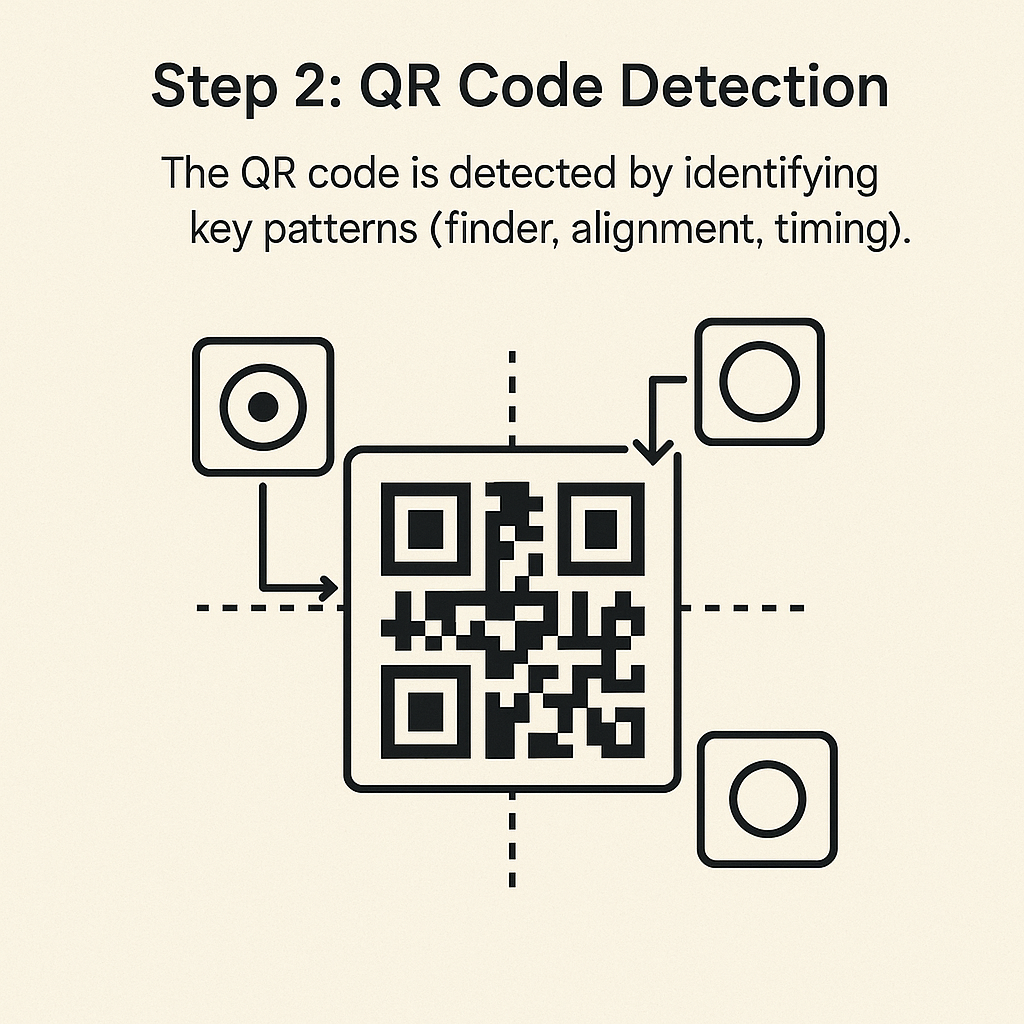 Step 2: QR Code Detection
The QR code is detected by identifying
key patterns (finder, alignment, timing).